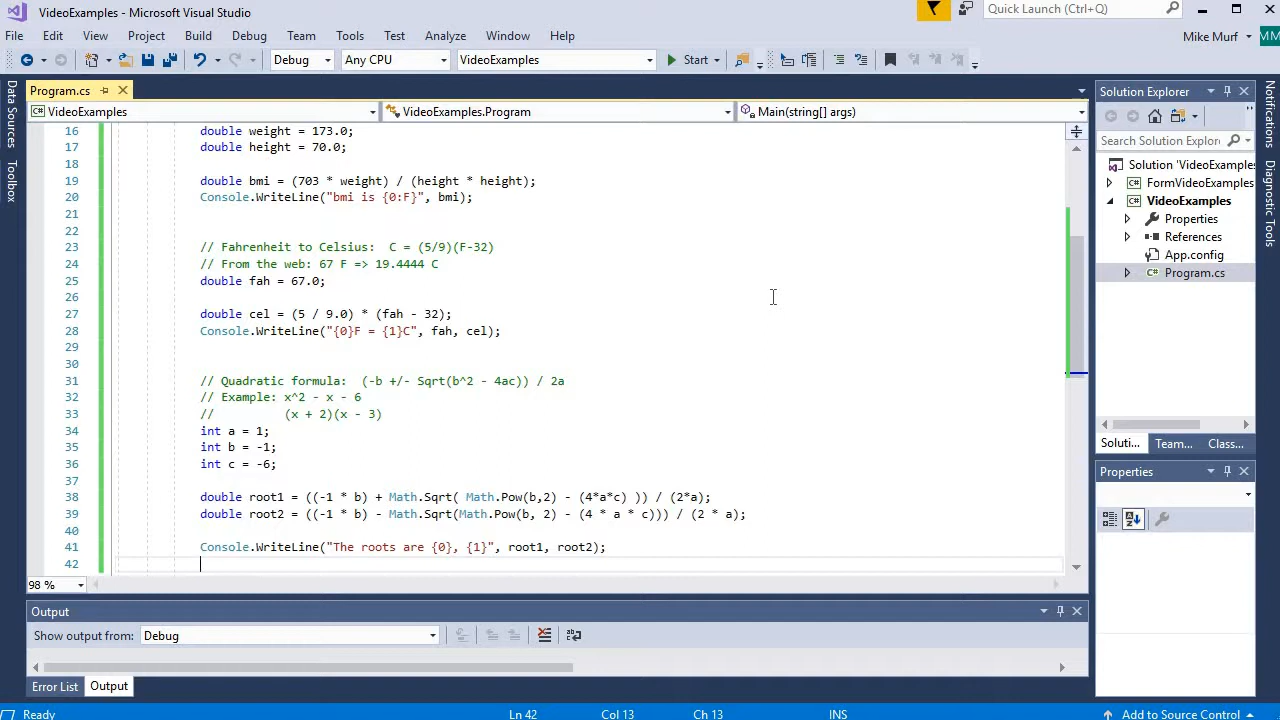 VideoExamples - Microsoft Visual Studio
Quick Launch (Ctrl+Q)
File Edit View Project Build Debug Team Tools Test Analyze Window Help
Mike Murf MM
Debug Any CPU VideoExamples Start
Data Sources
Toolbox
Program.cs
VideoExamples VideoExamples.Program Main(string[] args)
16 double weight = 173.0;
17 double height = 70.0;
18
19 double bmi = (703 * weight) / (height * height);
20 Console.WriteLine("bmi is {0:F}", bmi);
21
22
23 // Fahrenheit to Celsius:  C = (5/9)(F-32)
24 // From the web: 67 F => 19.4444 C
25 double fah = 67.0;
26
27 double cel = (5 / 9.0) * (fah - 32);
28 Console.WriteLine("{0}F = {1}C", fah, cel);
29
30
31 // Quadratic formula:  (-b +/- Sqrt(b^2 - 4ac)) / 2a
32 // Example: x^2 - x - 6
33 //          (x + 2)(x - 3)
34 int a = 1;
35 int b = -1;
36 int c = -6;
37
38 double root1 = ((-1 * b) + Math.Sqrt( Math.Pow(b,2) - (4*a*c) )) / (2*a);
39 double root2 = ((-1 * b) - Math.Sqrt(Math.Pow(b, 2) - (4 * a * c))) / (2 * a);
40
41 Console.WriteLine("The roots are {0}, {1}", root1, root2);
42
98 %
Solution Explorer
Search Solution Explor
Solution 'VideoExamples
FormVideoExamples
VideoExamples
Properties
References
App.config
Program.cs
Soluti... Team... Class...
Properties
Notifications
Diagnostic Tools
Output
Show output from: Debug
Error List Output
Ready Ln 42 Col 13 Ch 13 INS Add to Source Control